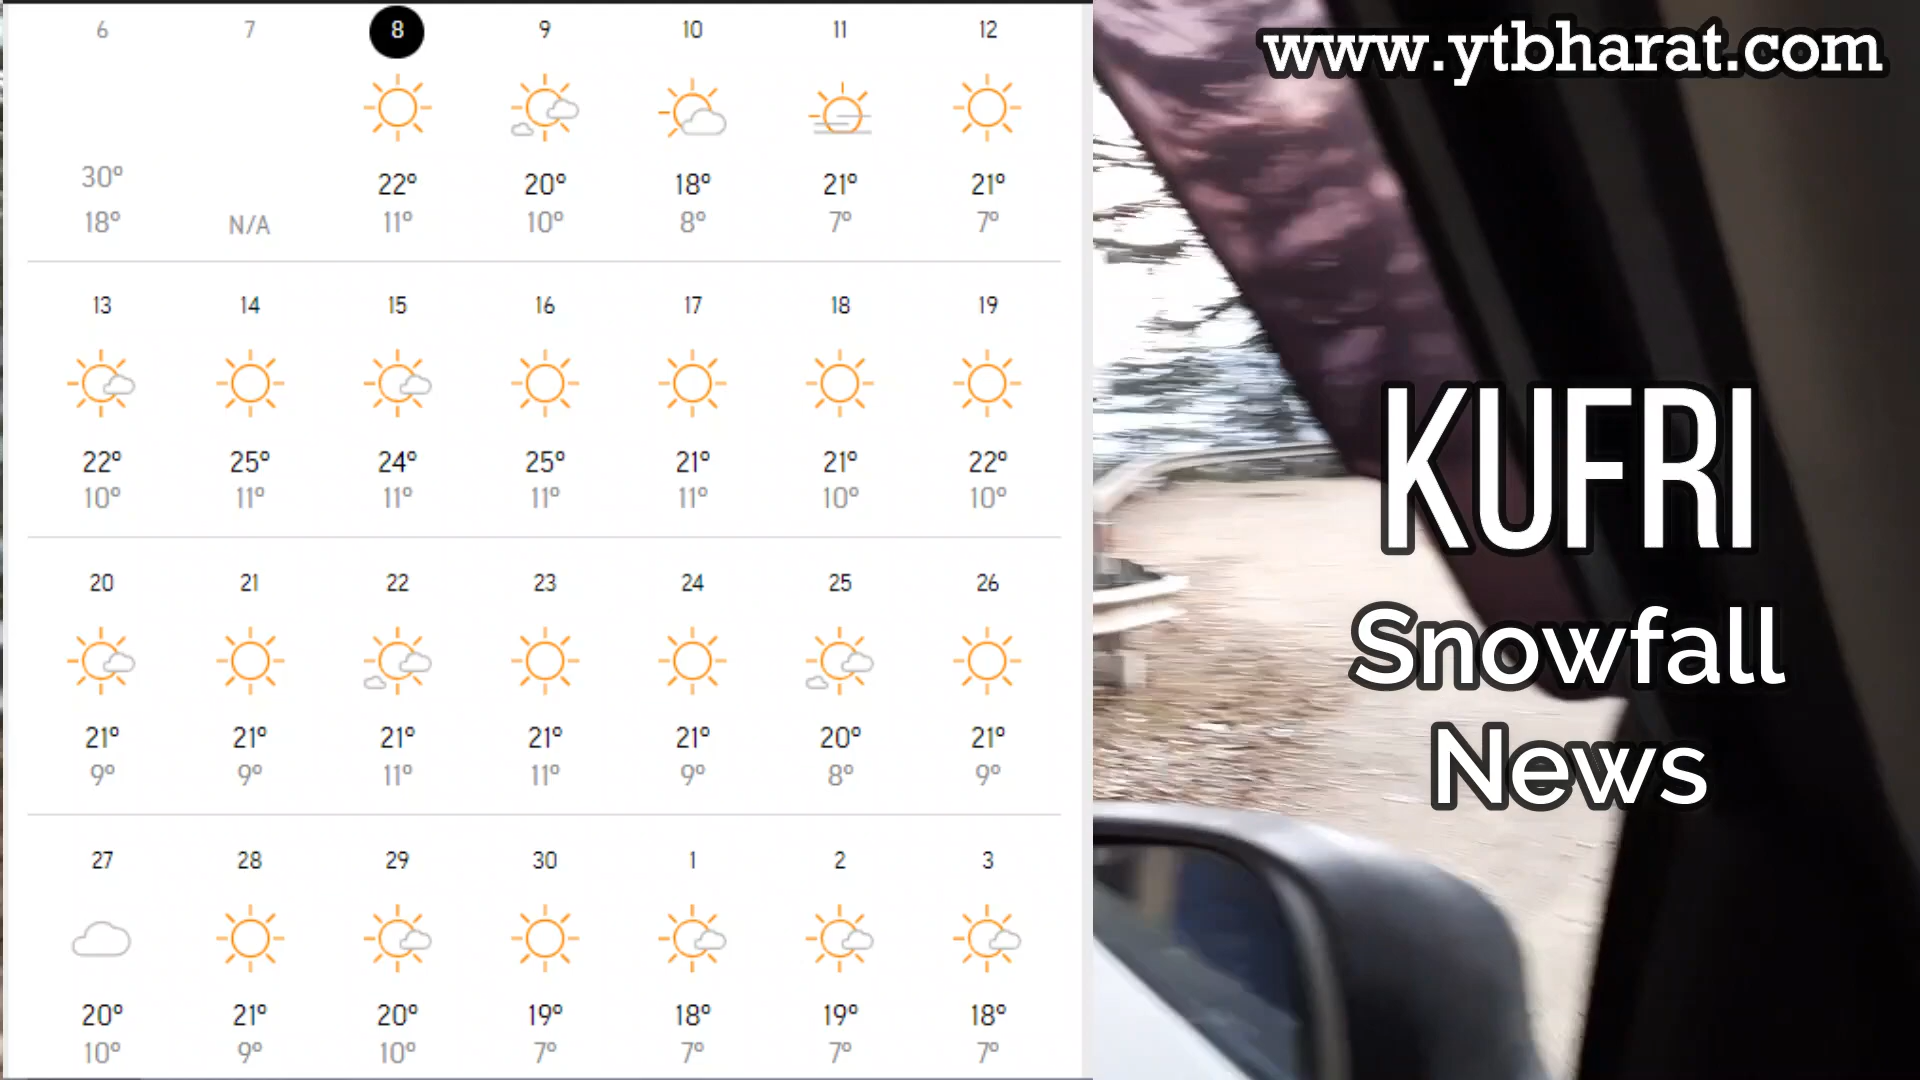 6 7 8 9 10 11 12
30° 22° 20° 18° 21° 21°
18° N/A 11° 10° 8° 7° 7°
13 14 15 16 17 18 19
22° 25° 24° 25° 21° 21° 22°
10° 11° 11° 11° 11° 10° 10°
20 21 22 23 24 25 26
21° 21° 21° 21° 21° 20° 21°
9° 9° 11° 11° 9° 8° 9°
27 28 29 30 1 2 3
20° 21° 20° 19° 18° 19° 18°
10° 9° 10° 7° 7° 7° 7°
www.ytbharat.com
KUFRI
Snowfall
News